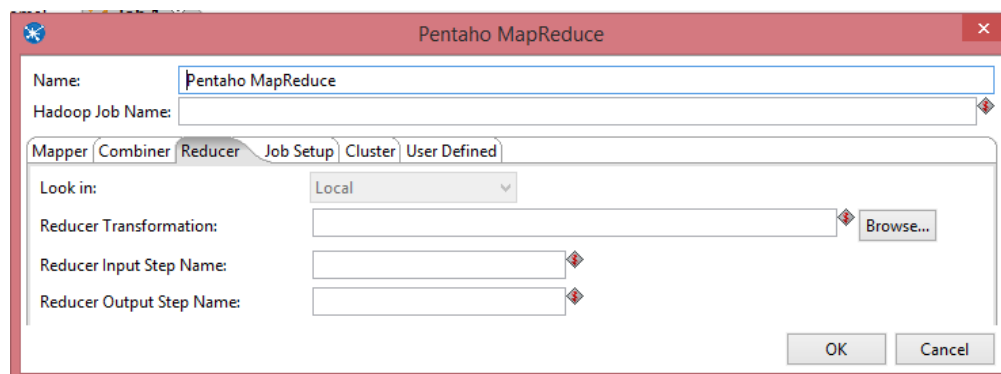 Pentaho MapReduce
Name: Pentaho MapReduce
Hadoop Job Name:
Mapper Combiner Reducer Job Setup Cluster User Defined
Look in: Local
Reducer Transformation: Browse...
Reducer Input Step Name:
Reducer Output Step Name:
OK Cancel